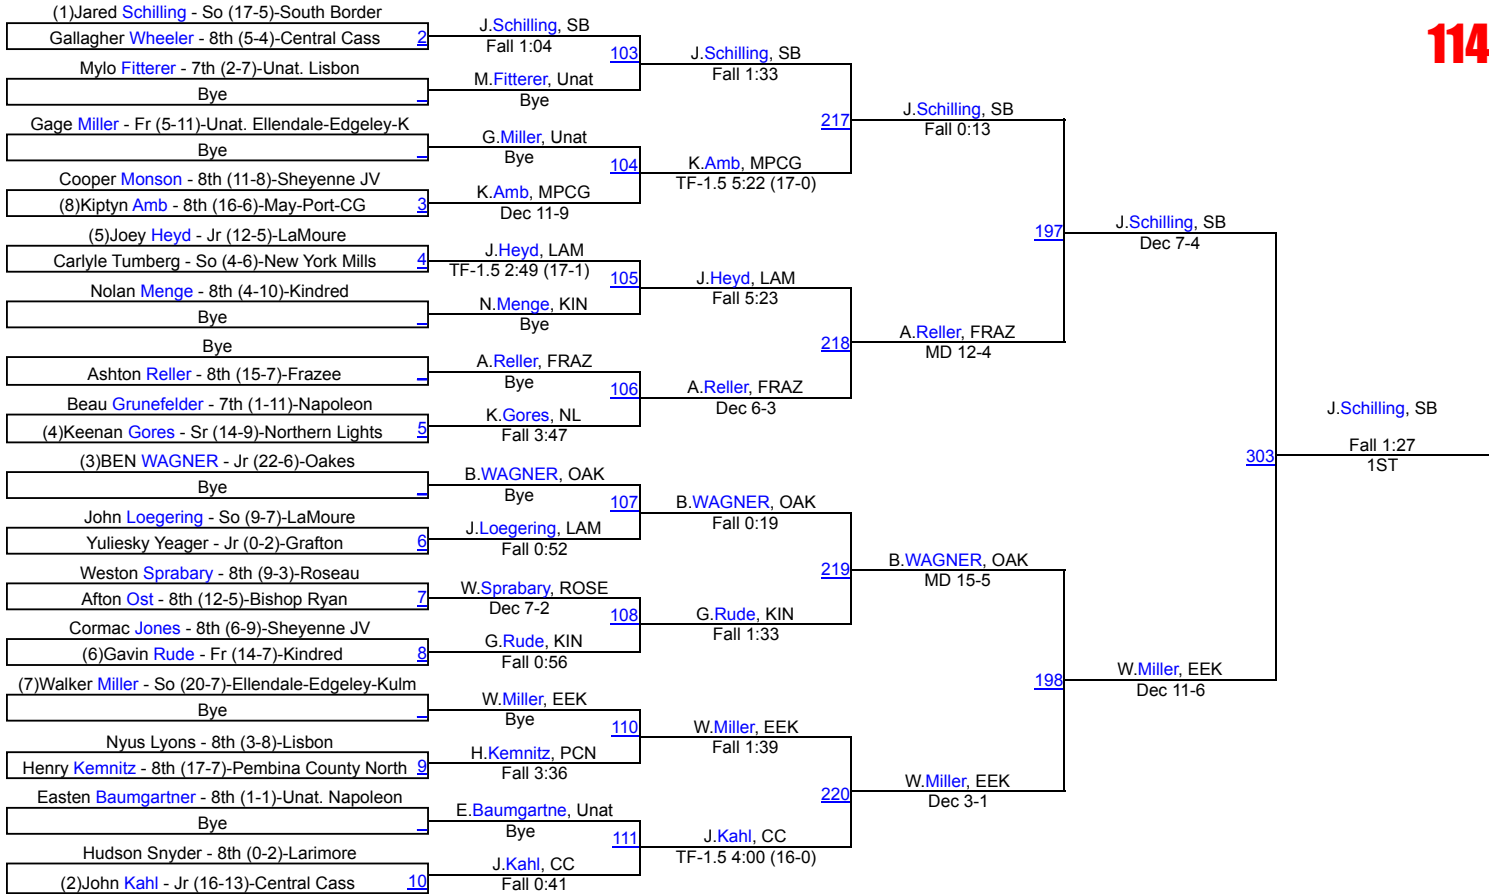 114
(1)Jared Schilling - So (17-5)-South Border
Gallagher Wheeler - 8th (5-4)-Central Cass 2
Mylo Fitterer - 7th (2-7)-Unat. Lisbon
Bye _
Gage Miller - Fr (5-11)-Unat. Ellendale-Edgeley-K
Bye _
Cooper Monson - 8th (11-8)-Sheyenne JV
(8)Kiptyn Amb - 8th (16-6)-May-Port-CG 3
(5)Joey Heyd - Jr (12-5)-LaMoure
Carlyle Tumberg - So (4-6)-New York Mills 4
Nolan Menge - 8th (4-10)-Kindred
Bye _
Bye
Ashton Reller - 8th (15-7)-Frazee _
Beau Grunefelder - 7th (1-11)-Napoleon
(4)Keenan Gores - Sr (14-9)-Northern Lights 5
(3)BEN WAGNER - Jr (22-6)-Oakes
Bye _
John Loegering - So (9-7)-LaMoure
Yuliesky Yeager - Jr (0-2)-Grafton 6
Weston Sprabary - 8th (9-3)-Roseau
Afton Ost - 8th (12-5)-Bishop Ryan 7
Cormac Jones - 8th (6-9)-Sheyenne JV
(6)Gavin Rude - Fr (14-7)-Kindred 8
(7)Walker Miller - So (20-7)-Ellendale-Edgeley-Kulm
Bye _
Nyus Lyons - 8th (3-8)-Lisbon
Henry Kemnitz - 8th (17-7)-Pembina County North 9
Easten Baumgartner - 8th (1-1)-Unat. Napoleon
Bye _
Hudson Snyder - 8th (0-2)-Larimore
(2)John Kahl - Jr (16-13)-Central Cass 10
J.Schilling, SB
Fall 1:04
103
M.Fitterer, Unat
Bye
G.Miller, Unat
Bye
104
K.Amb, MPCG
Dec 11-9
J.Heyd, LAM
TF-1.5 2:49 (17-1)
105
N.Menge, KIN
Bye
A.Reller, FRAZ
Bye
106
K.Gores, NL
Fall 3:47
B.WAGNER, OAK
Bye
107
J.Loegering, LAM
Fall 0:52
W.Sprabary, ROSE
Dec 7-2
108
G.Rude, KIN
Fall 0:56
W.Miller, EEK
Bye
110
H.Kemnitz, PCN
Fall 3:36
E.Baumgartne, Unat
Bye
111
J.Kahl, CC
Fall 0:41
J.Schilling, SB
Fall 1:33
217
K.Amb, MPCG
TF-1.5 5:22 (17-0)
J.Heyd, LAM
Fall 5:23
218
A.Reller, FRAZ
Dec 6-3
B.WAGNER, OAK
Fall 0:19
219
G.Rude, KIN
Fall 1:33
W.Miller, EEK
Fall 1:39
220
J.Kahl, CC
TF-1.5 4:00 (16-0)
J.Schilling, SB
Fall 0:13
197
A.Reller, FRAZ
MD 12-4
B.WAGNER, OAK
MD 15-5
198
W.Miller, EEK
Dec 3-1
J.Schilling, SB
Dec 7-4
303
W.Miller, EEK
Dec 11-6
J.Schilling, SB
Fall 1:27
1ST